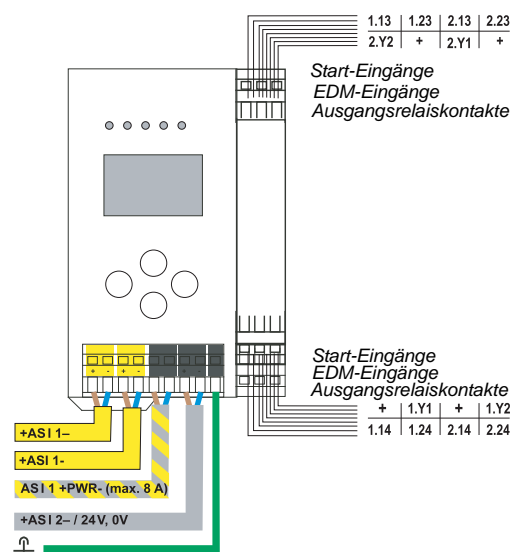 1.13 1.23 2.13 2.23
2.Y2 + 2.Y1 +
Start-Eingänge
EDM-Eingänge
Ausgangsrelaiskontakte
+ - + -
Start-Eingänge
EDM-Eingänge
Ausgangsrelaiskontakte
+ 1.Y1 + 1.Y2
1.14 1.24 2.14 2.24
+ASI 1–
+ASI 1-
ASI 1 +PWR- (max. 8 A)
+ASI 2– / 24V, 0V